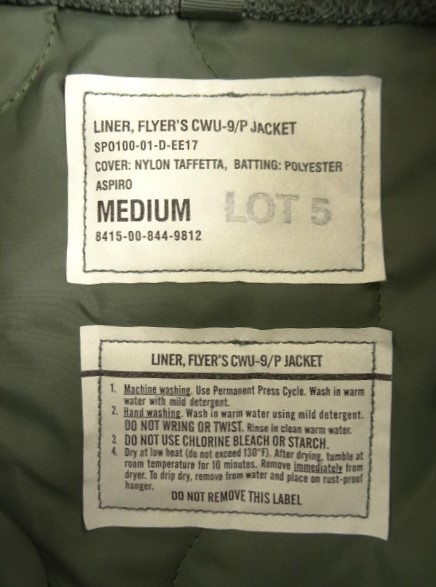 LINER, FLYER'S CWU-9/P JACKET
SPO100-01-D-EE17
COVER: NYLON TAFFETTA, BATTING: POLYESTER
ASPIRO
MEDIUM LOT 5
8415-00-844-9812
LINER, FLYER'S CWU-9/P JACKET
1. Machine washing. Use Permanent Press Cycle. Wash in warm
water with mild detergent.
2. Hand washing. Wash in warm water using mild detergent.
DO NOT WRING OR TWIST. Rinse in clean warm water.
3. DO NOT USE CHLORINE BLEACH OR STARCH.
4. Dry at low heat (do not exceed 130°F). After drying, tumble at
room temperature for 10 minutes. Remove immediately from
dryer. To drip dry, remove from water and place on rust-proof
hanger.
DO NOT REMOVE THIS LABEL